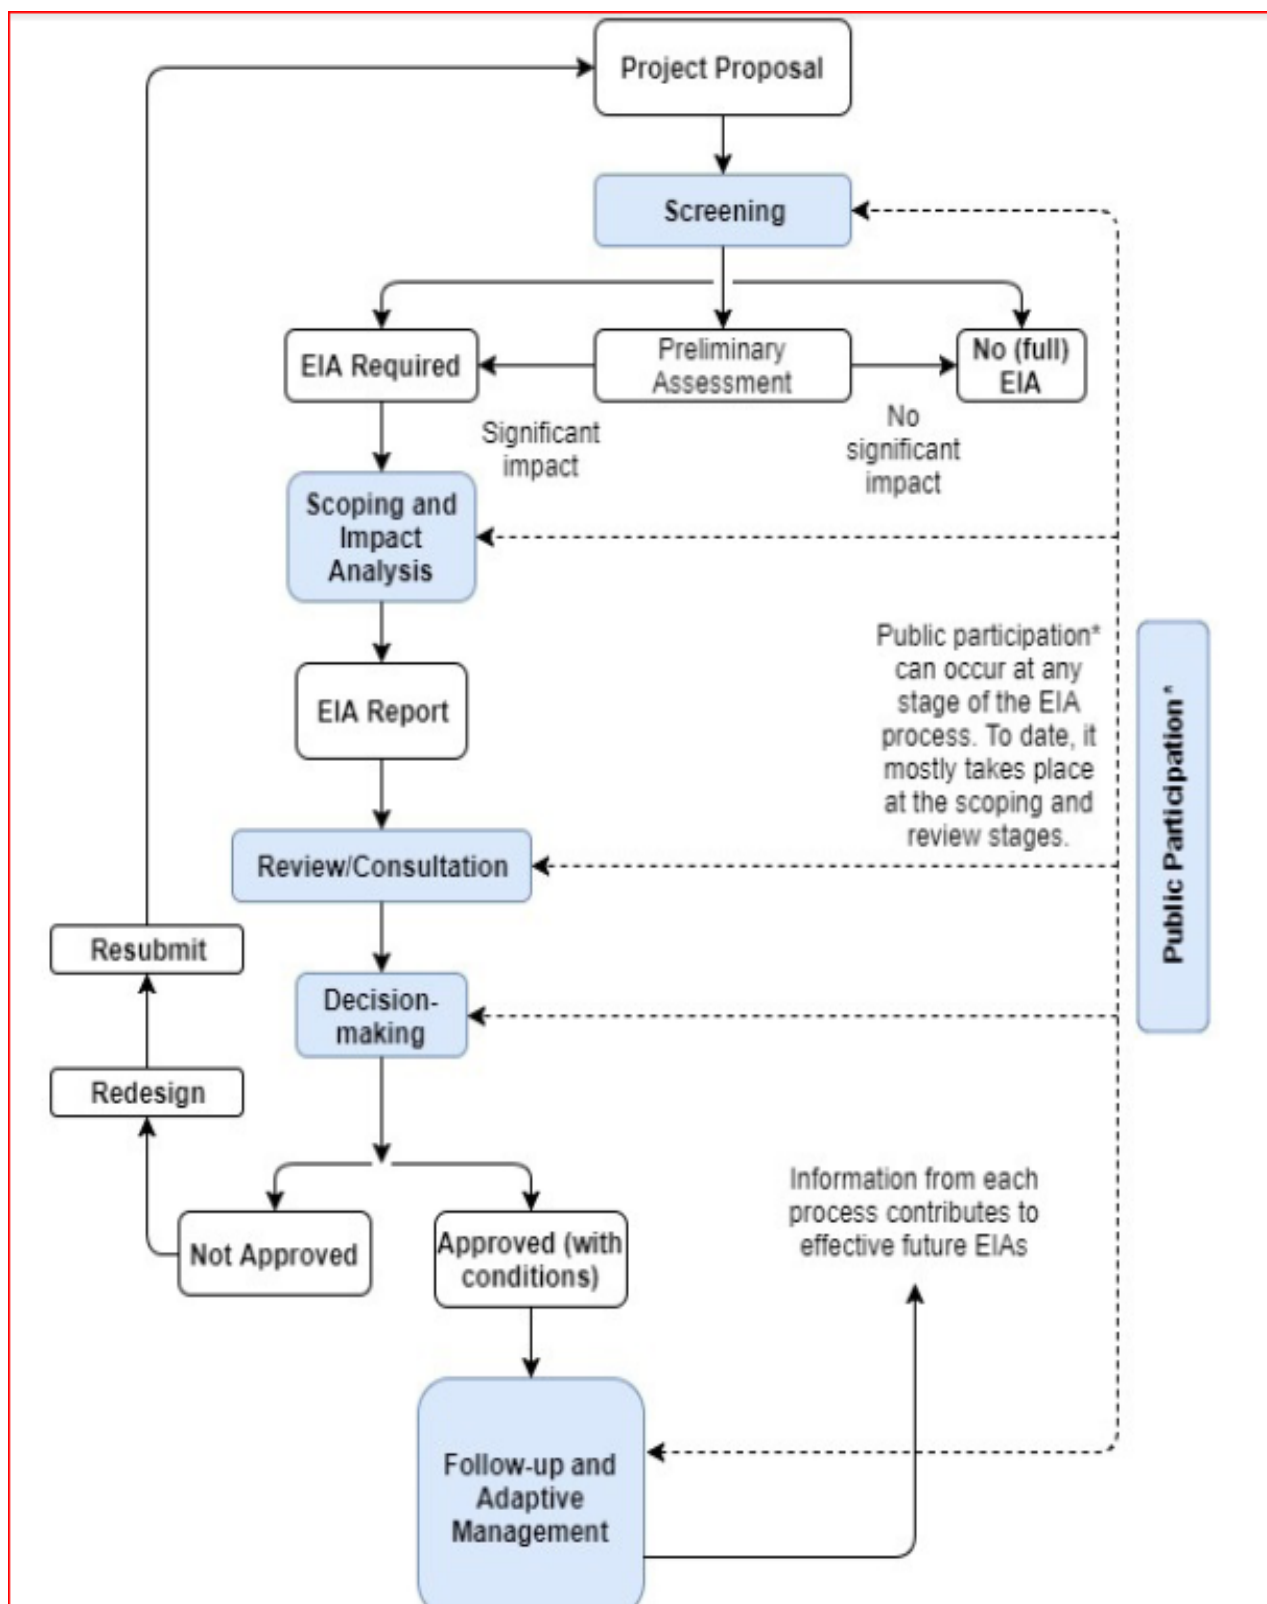 Project Proposal
Screening
EIA Required
Preliminary
Assessment
No (full)
EIA
Significant
impact
No
significant
impact
Scoping and
Impact
Analysis
EIA Report
Public participation*
can occur at any
stage of the EIA
process. To date, it
mostly takes place
at the scoping and
review stages.
Public Participation*
Review/Consultation
Resubmit
Decision-
making
Redesign
Not Approved
Approved (with
conditions)
Information from each
process contributes to
effective future EIAs
Follow-up and
Adaptive
Management